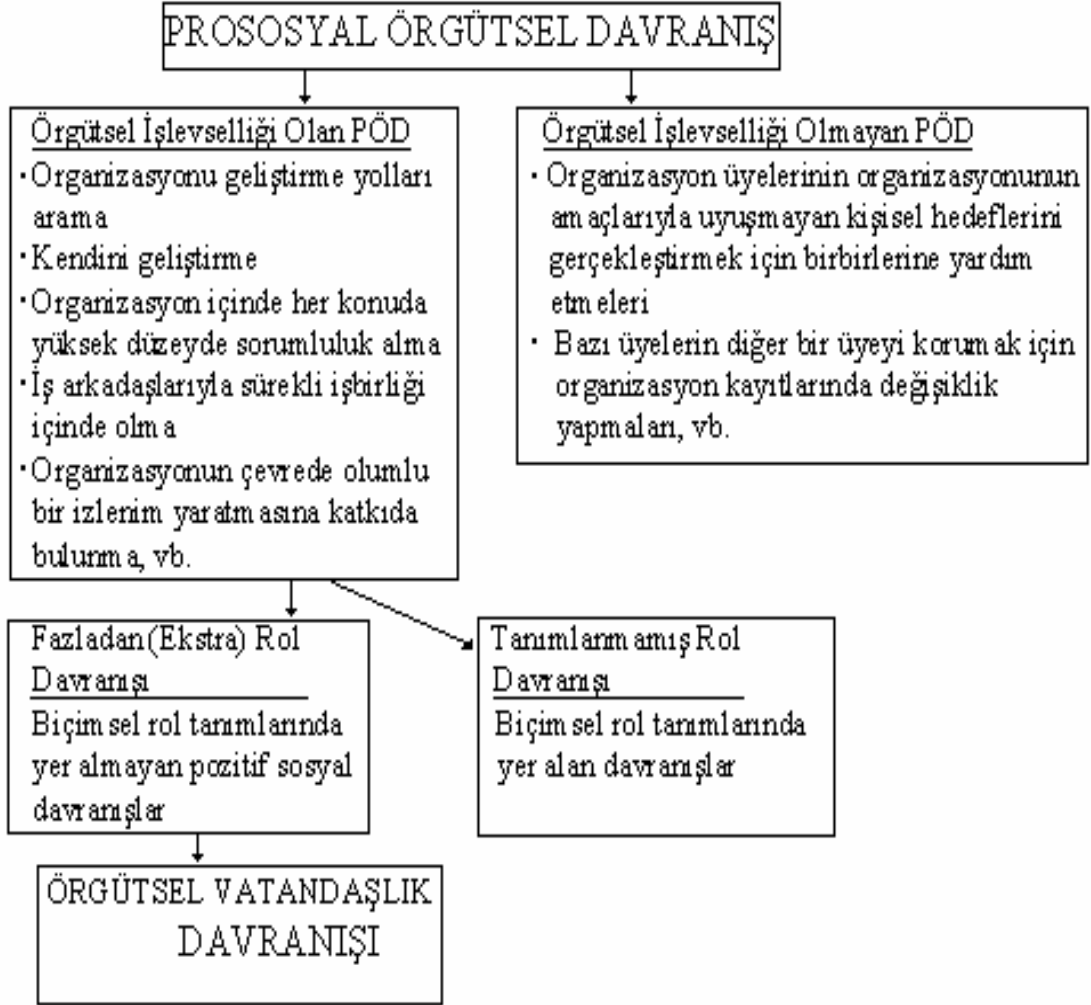 PROSOSYAL ÖRGÜTSEL DAVRANIŞ
Örgütsel İşlevselliği Olan PÖD
· Organizasyonu geliştirme yolları
arama
· Kendini geliştirme
· Organizasyon içinde her konuda
yüksek düzeyde sorumluluk alma
· İş arkadaşlarıyla sürekli işbirliği
içinde olma
· Organizasyonun çevrede olumlu
bir izlenim yaratmasına katkıda
bulunma, vb.
Örgütsel İşlevselliği Olmayan PÖD
· Organizasyon üyelerinin organizasyonunun
amaçlarıyla uyuşmayan kişisel hedeflerini
gerçekleştirmek için birbirlerine yardım
etmeleri
· Bazı üyelerin diğer bir üyeyi korumak için
organizasyon kayıtlarında değişiklik
yapmaları, vb.
Fazladan (Ekstra) Rol
Davranışı
Biçimsel rol tanımlarında
yer almayan pozitif sosyal
davranışlar
Tanımlanmamış Rol
Davranışı
Biçimsel rol tanımlarında
yer alan davranışlar
ÖRGÜTSEL VATANDAŞLIK
DAVRANIŞI